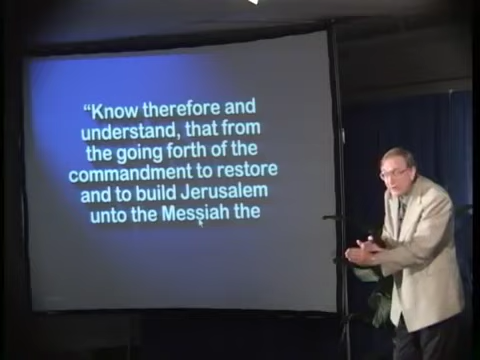 “Know therefore and
understand, that from
the going forth of the
commandment to restore
and to build Jerusalem
unto the Messiah the